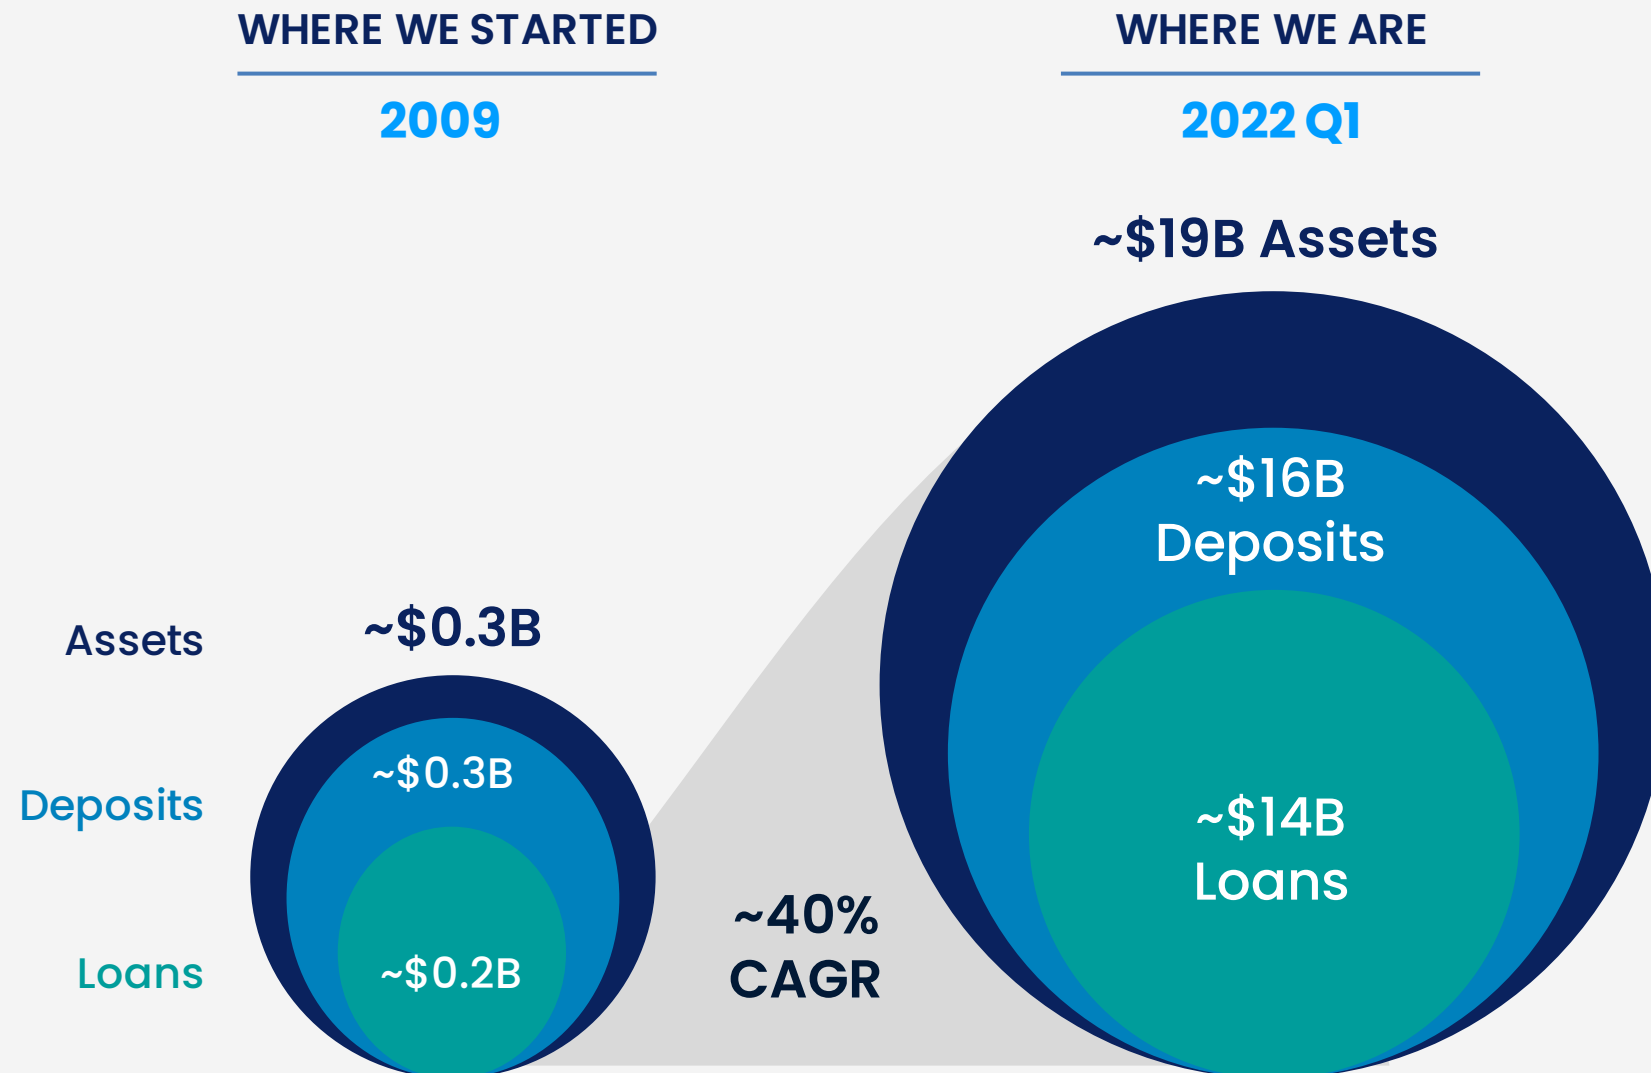 WHERE WE STARTED
2009
Assets
~$0.3B
Deposits
~$0.3B
Loans
~$0.2B
~40%
CAGR
WHERE WE ARE
2022 Q1
~$19B Assets
~$16B
Deposits
~$14B
Loans